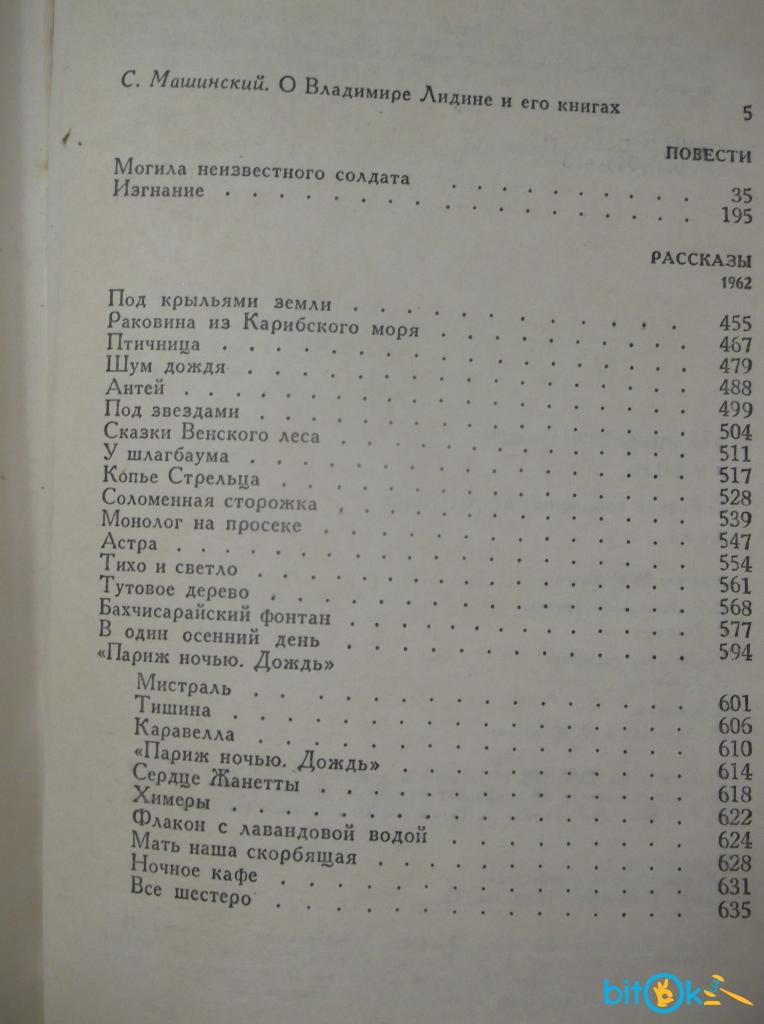 С. Машинский. О Владимире Лидине и его книгах 5
ПОВЕСТИ
Могила неизвестного солдата . . . . . . . . . 35
Изгнание . . . . . . . . . . . . . . . . . 195
РАССКАЗЫ
1962
Под крыльями земли . . . . . . . . . . . . 455
Раковина из Карибского моря . . . . . . . . 467
Птичница . . . . . . . . . . . . . . . . . 479
Шум дождя . . . . . . . . . . . . . . . . 488
Антей . . . . . . . . . . . . . . . . . . 499
Под звездами . . . . . . . . . . . . . . . 504
Сказки Венского леса . . . . . . . . . . . 511
У шлагбаума . . . . . . . . . . . . . . . 517
Копье Стрельца . . . . . . . . . . . . . . 528
Соломенная сторожка . . . . . . . . . . . 539
Монолог на просеке . . . . . . . . . . . . 547
Астра . . . . . . . . . . . . . . . . . . 554
Тихо и светло . . . . . . . . . . . . . . 561
Тутовое дерево . . . . . . . . . . . . . . 568
Бахчисарайский фонтан . . . . . . . . . . 577
В один осенний день . . . . . . . . . . . 594
«Париж ночью. Дождь»
Мистраль . . . . . . . . . . . . . . . . 601
Тишина . . . . . . . . . . . . . . . . . 606
Каравелла . . . . . . . . . . . . . . . . 610
«Париж ночью. Дождь» . . . . . . . . . . 614
Сердце Жанетты . . . . . . . . . . . . . 618
Химеры . . . . . . . . . . . . . . . . . 622
Флакон с лавандовой водой . . . . . . . . 624
Мать наша скорбящая . . . . . . . . . . . 628
Ночное кафе . . . . . . . . . . . . . . . 631
Все шестеро . . . . . . . . . . . . . . . 635
bitOk